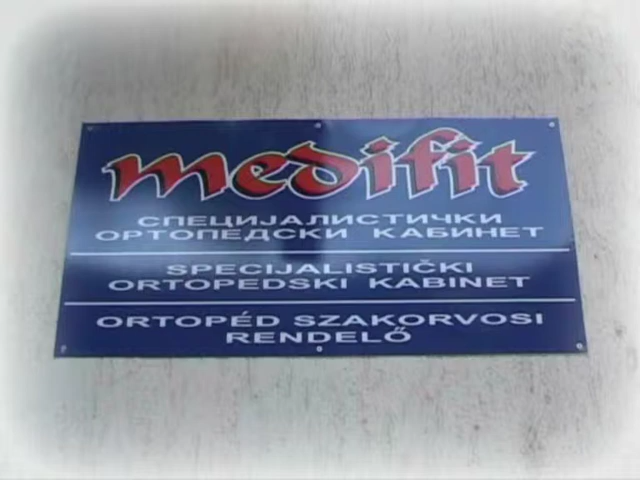 medifit
СПЕЦИЈАЛИСТИЧКИ
ОРТОПЕДСКИ КАБИНЕТ
SPECIJALISTIČKI
ORTOPEDSKI KABINET
ORTOPÉD SZAKORVOSI
RENDELŐ